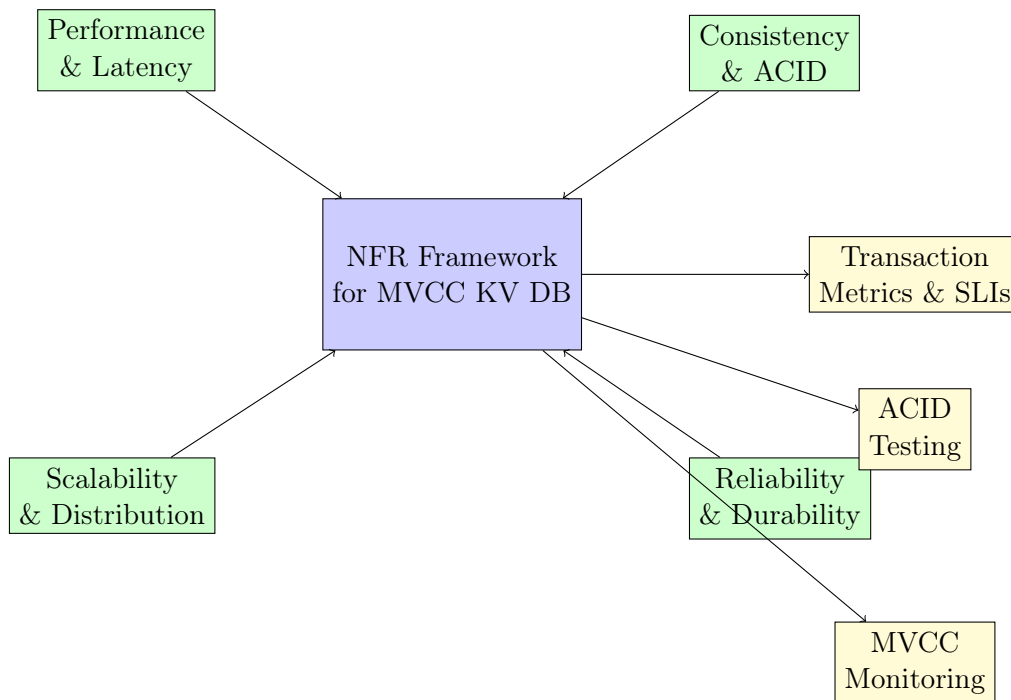 Performance
& Latency
Consistency
& ACID
NFR Framework
for MVCC KV DB
Transaction
Metrics & SLIs
ACID
Testing
Scalability
& Distribution
Reliability
& Durability
MVCC
Monitoring